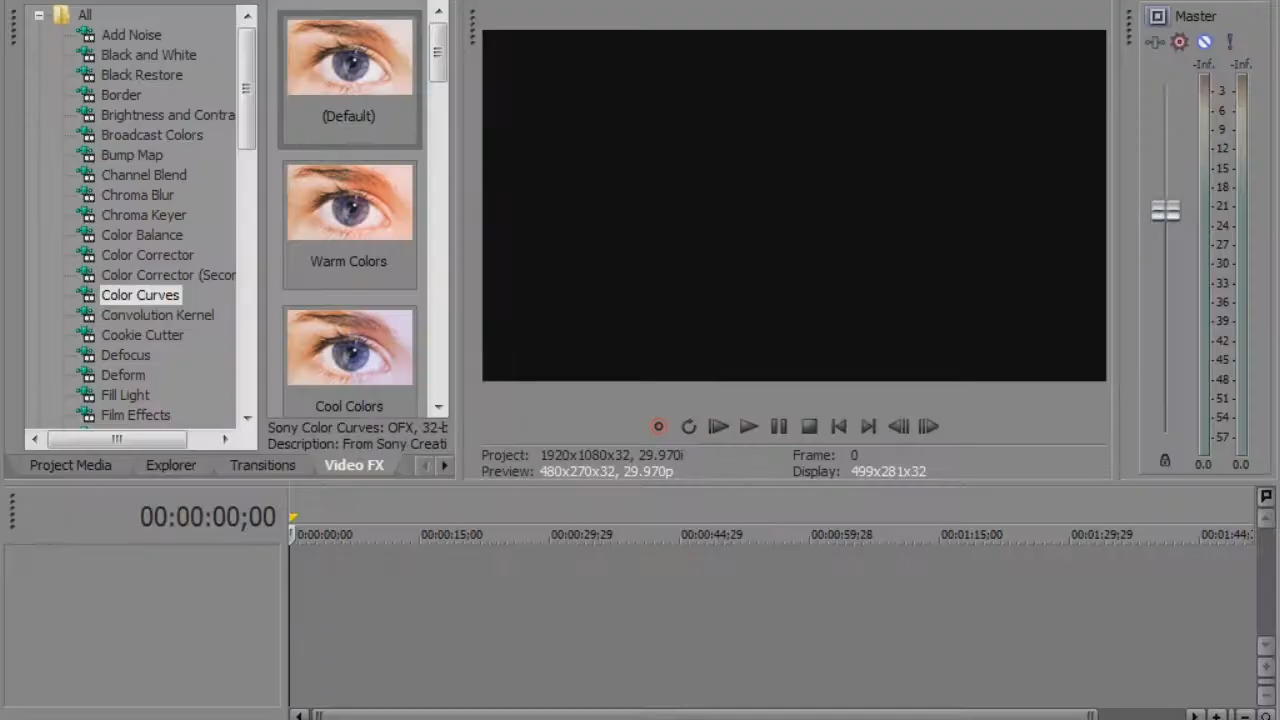 All
Add Noise
Black and White
Black Restore
Border
Brightness and Contra
Broadcast Colors
Bump Map
Channel Blend
Chroma Blur
Chroma Keyer
Color Balance
Color Corrector
Color Corrector (Secor
Color Curves
Convolution Kernel
Cookie Cutter
Defocus
Deform
Fill Light
Film Effects
(Default)
Warm Colors
Cool Colors
Sony Color Curves: OFX, 32-b
Description: From Sony Creati
Project Media Explorer Transitions Video FX
Project: 1920x1080x32, 29.970i Frame: 0
Preview: 480x270x32, 29.970p Display: 499x281x32
Master
-Inf. -Inf.
3
6
9
12
15
18
21
24
27
30
33
36
39
42
45
48
51
54
57
0.0 0.0
00:00:00;00
0:00:00;00 00:00:15;00 00:00:29;29 00:00:44;29 00:00:59;28 00:01:15;00 00:01:29;29 00:01:44;